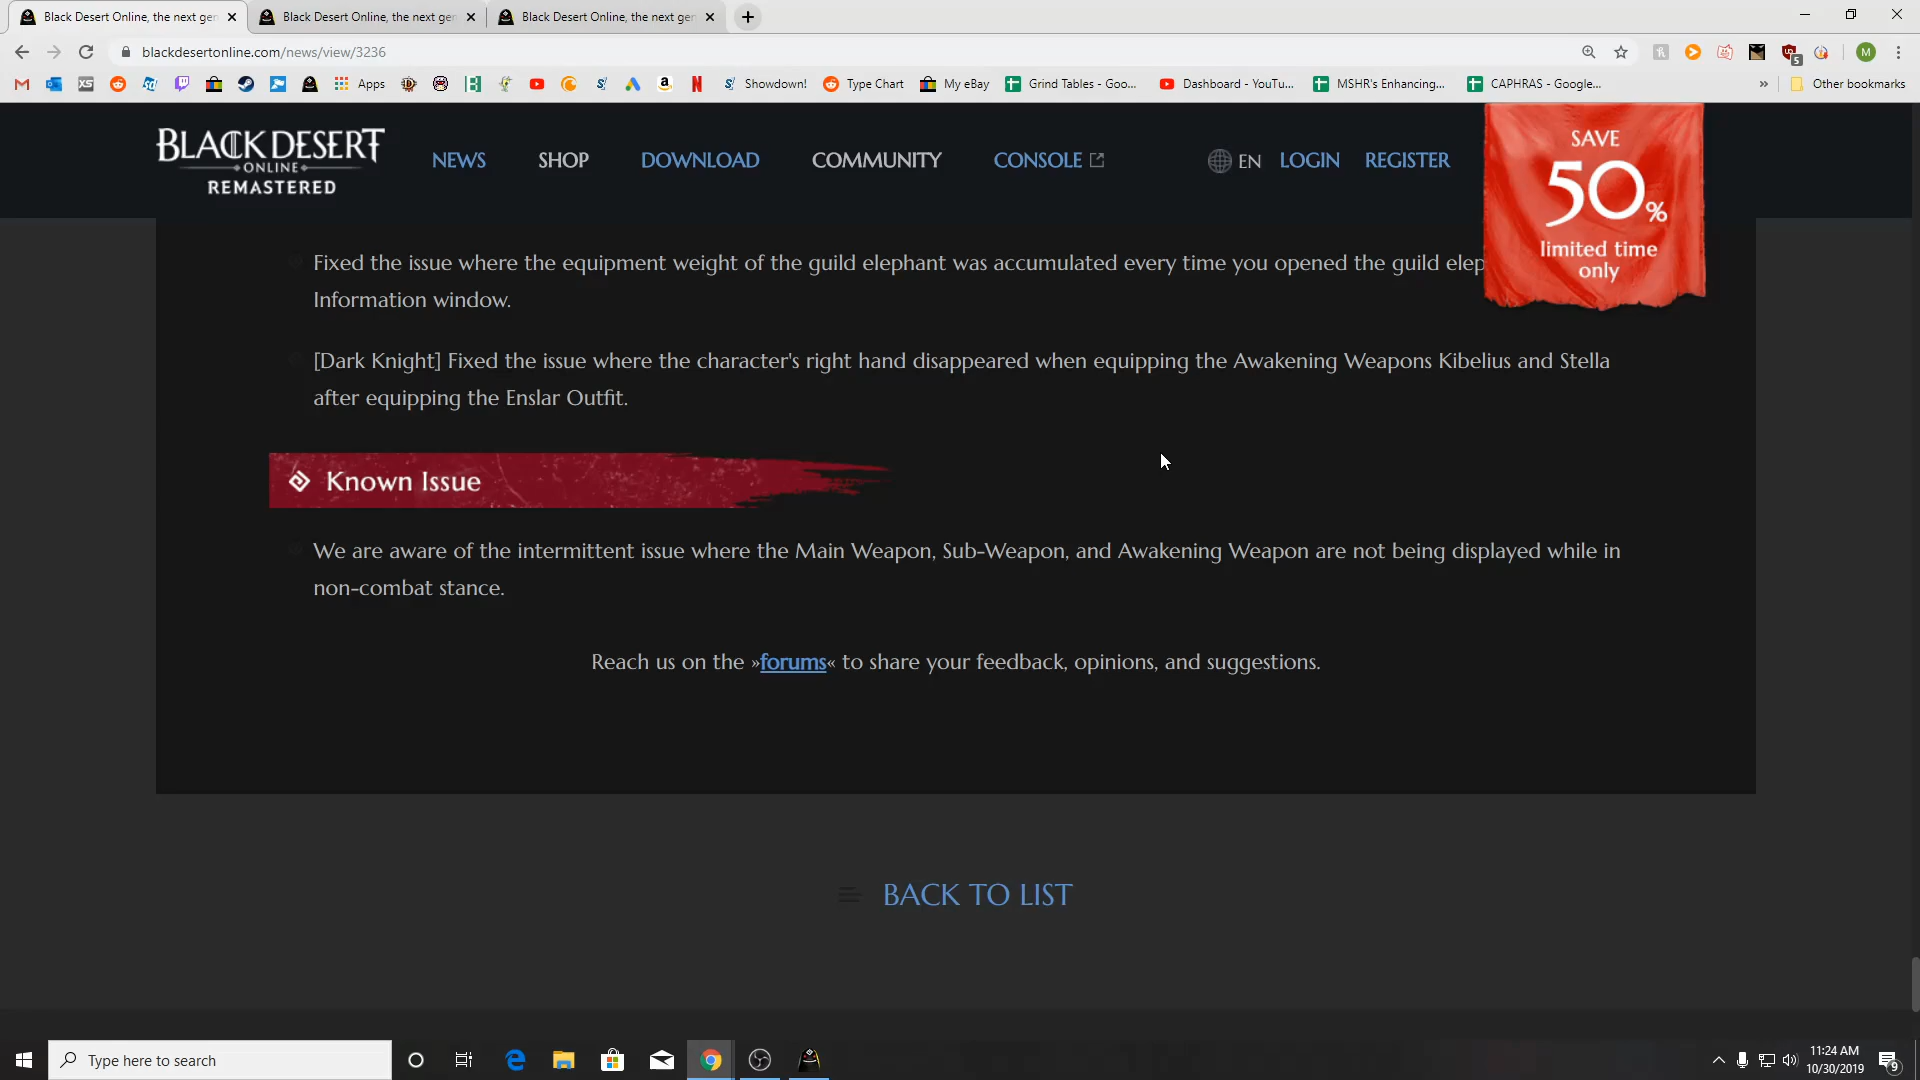 Black Desert Online, the next gen
Black Desert Online, the next gen
Black Desert Online, the next gen
blackdesertonline.com/news/view/3236
5
M
Apps
Showdown!
Type Chart
My eBay
Grind Tables - Goo...
Dashboard - YouTu...
MSHR's Enhancing...
CAPHRAS - Google...
»
Other bookmarks
BLACK DESERT
ONLINE
REMASTERED
NEWS
SHOP
DOWNLOAD
COMMUNITY
CONSOLE
EN
LOGIN
REGISTER
SAVE
50%
limited time
only
Fixed the issue where the equipment weight of the guild elephant was accumulated every time you opened the guild elep
Information window.
[Dark Knight] Fixed the issue where the character's right hand disappeared when equipping the Awakening Weapons Kibelius and Stella
after equipping the Enslar Outfit.
Known Issue
We are aware of the intermittent issue where the Main Weapon, Sub-Weapon, and Awakening Weapon are not being displayed while in
non-combat stance.
Reach us on the »forums« to share your feedback, opinions, and suggestions.
BACK TO LIST
Type here to search
11:24 AM
10/30/2019
9